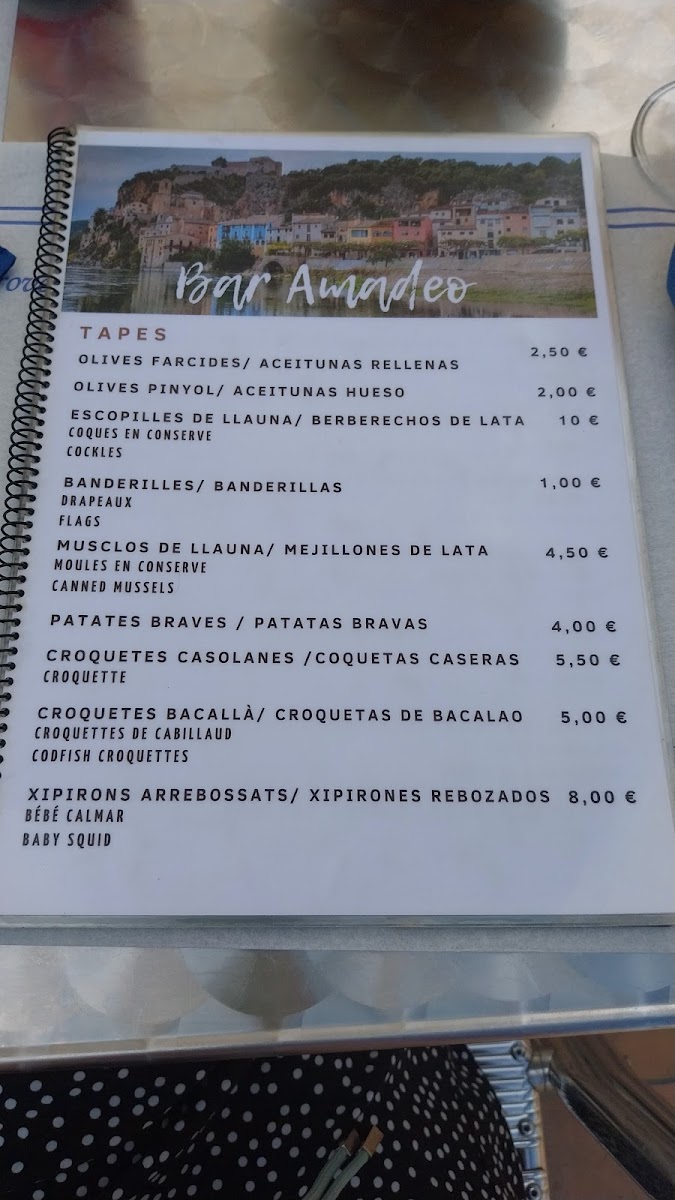 Bar Amadeo
TAPES
OLIVES FARCIDES/ ACEITUNAS RELLENAS 2,50 €
OLIVES PINYOL/ ACEITUNAS HUESO 2,00 €
ESCOPILLES DE LLAUNA/ BERBERECHOS DE LATA 10 €
COQUES EN CONSERVE
COCKLES
BANDERILLES/ BANDERILLAS 1,00 €
DRAPEAUX
FLAGS
MUSCLOS DE LLAUNA/ MEJILLONES DE LATA 4,50 €
MOULES EN CONSERVE
CANNED MUSSELS
PATATES BRAVES / PATATAS BRAVAS 4,00 €
CROQUETES CASOLANES /COQUETAS CASERAS 5,50 €
CROQUETTE
CROQUETES BACALLÀ/ CROQUETAS DE BACALAO 5,00 €
CROQUETTES DE CABILLAUD
CODFISH CROQUETTES
XIPIRONS ARREBOSSATS/ XIPIRONES REBOZADOS 8,00 €
BÉBÉ CALMAR
BABY SQUID